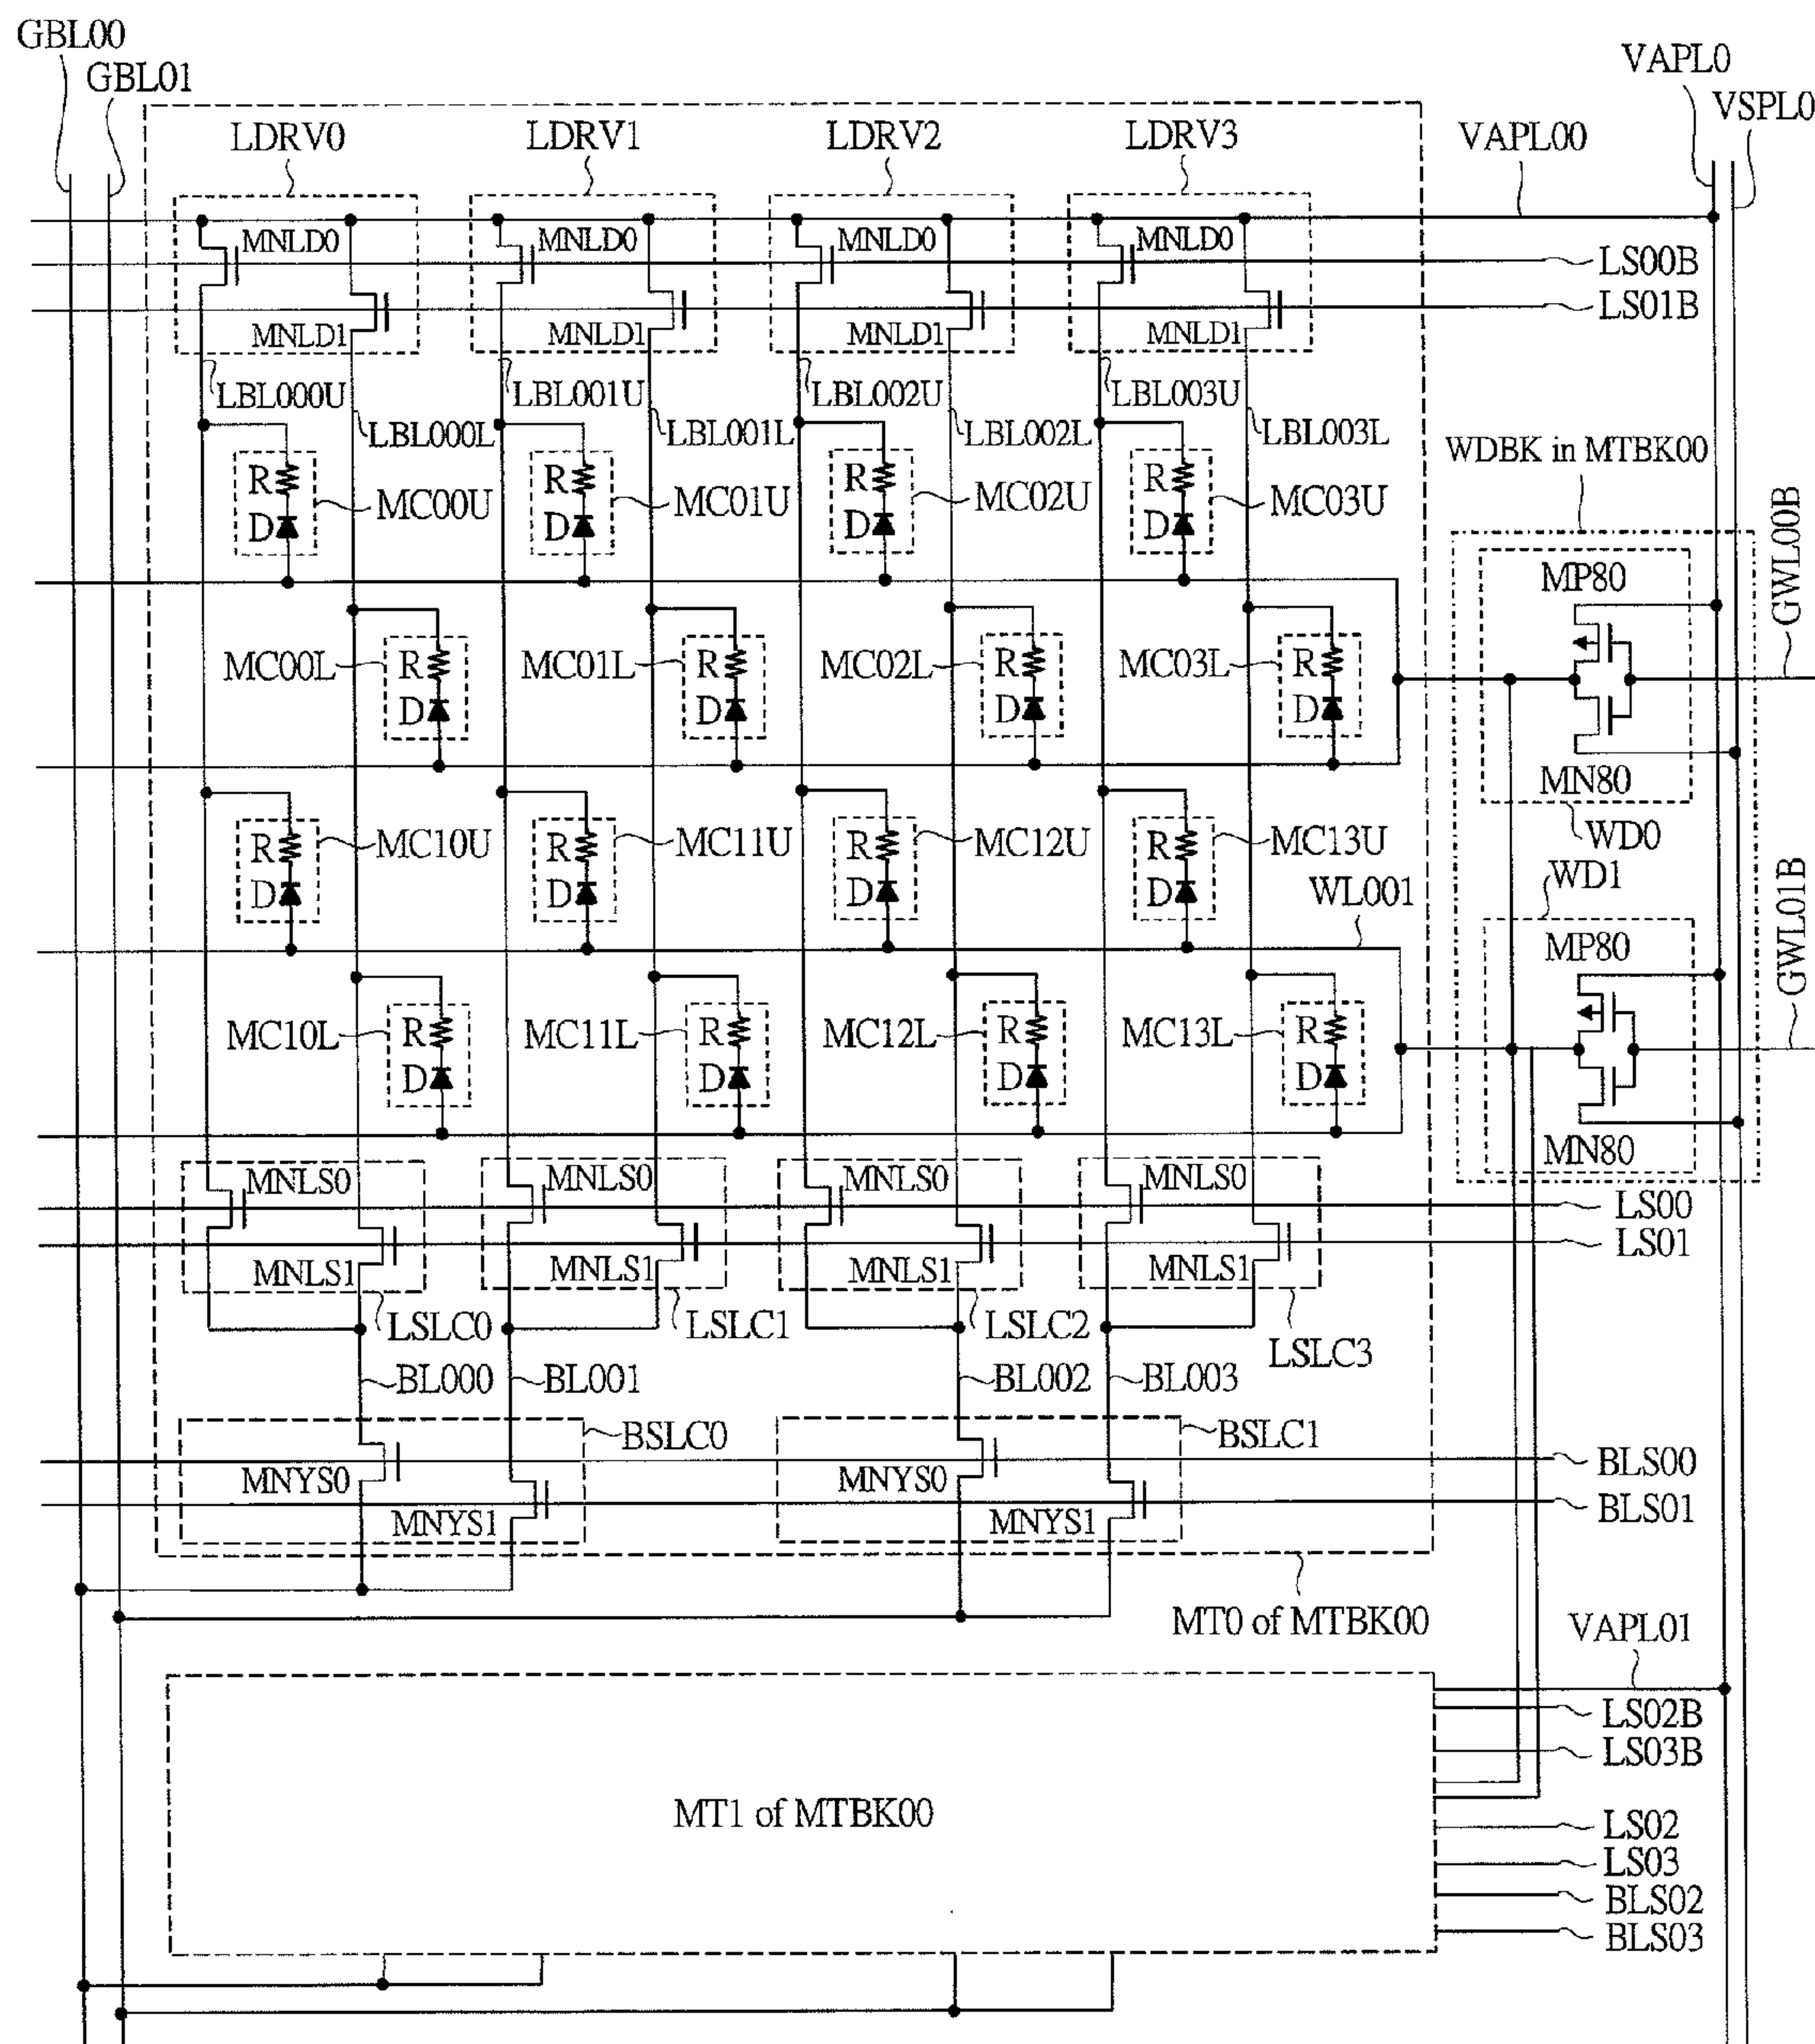 GBL00
GBL01
VAPL0
VSPL0
LDRV0 LDRV1 LDRV2 LDRV3 VAPL00
MNLD0 MNLD0 MNLD0 MNLD0
LS00B
LS01B
MNLD1 MNLD1 MNLD1 MNLD1
LBL000U LBL001U LBL002U LBL003U
LBL000L LBL001L LBL002L LBL003L
WDBK in MTBK00
R R R R
MC00U MC01U MC02U MC03U
D D D D
GWL00B
MP80
MC00L R MC01L R MC02L R MC03L R
D D D D
MN80
WD0
R MC10U R MC11U R MC12U R MC13U
D D D D
WL001
WD1
GWL01B
MP80
MC10L R MC11L R MC12L R MC13L R
D D D D
MN80
MNLS0 MNLS0 MNLS0 MNLS0
LS00
LS01
MNLS1 MNLS1 MNLS1 MNLS1
LSLC0 LSLC1 LSLC2 LSLC3
BL000 BL001 BL002 BL003
BSLC0 BSLC1
BLS00
MNYS0 MNYS0
BLS01
MNYS1 MNYS1
MT0 of MTBK00
VAPL01
LS02B
LS03B
MT1 of MTBK00
LS02
LS03
BLS02
BLS03